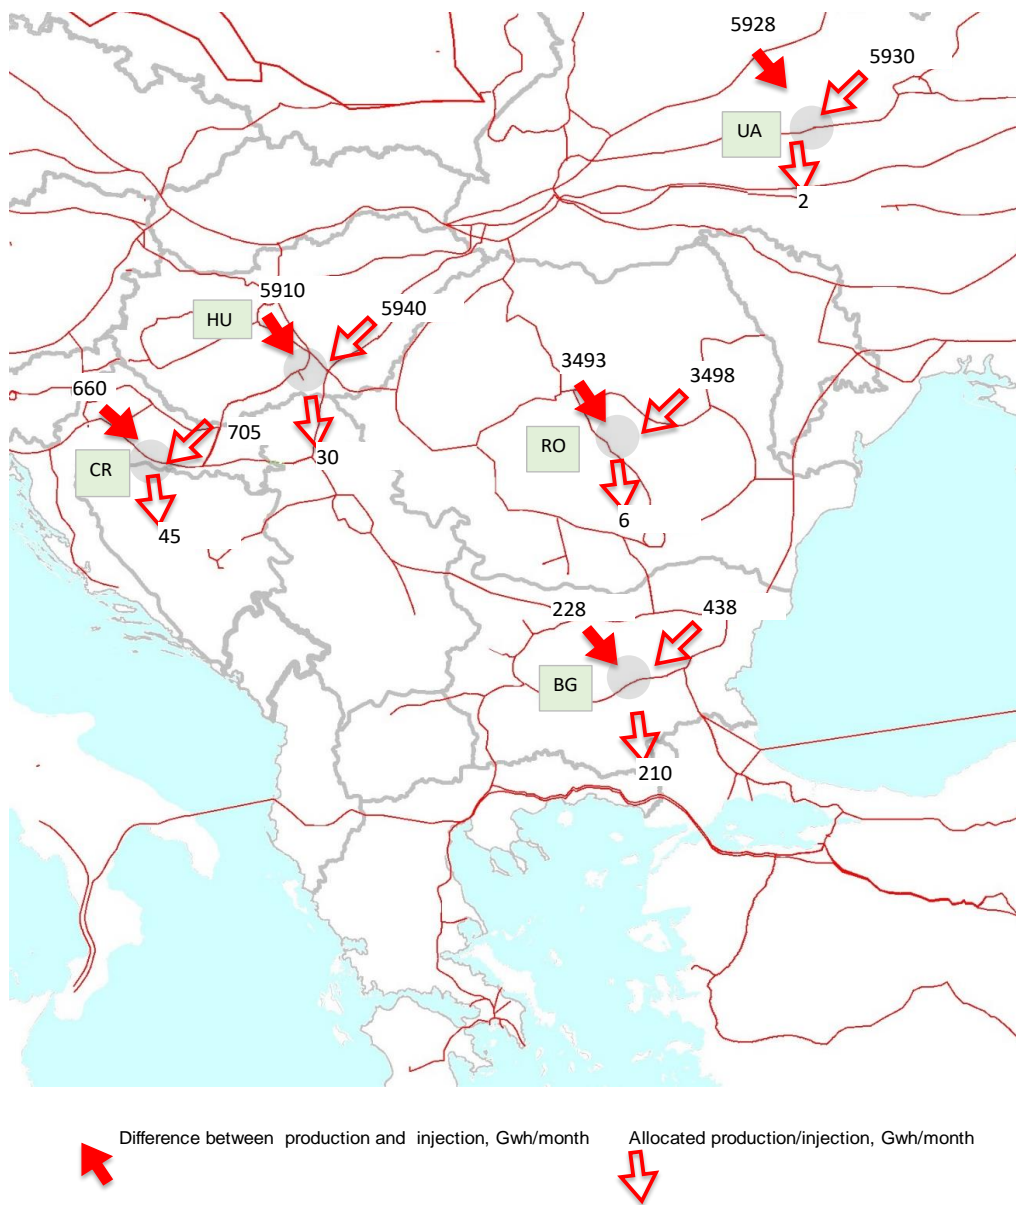 5928
5930
UA
2
5910
HU
5940
3493
660
3498
705
RO
30
CR
6
45
228
438
BG
210
Difference between production and injection, Gwh/month
Allocated production/injection, Gwh/month